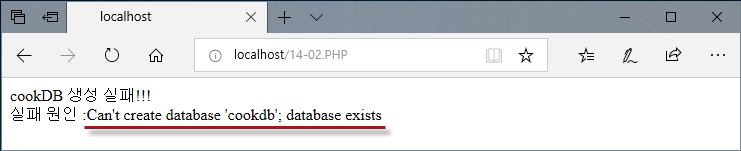 localhost
localhost/14-02.PHP
cookDB 생성 실패!!!
실패 원인 :Can't create database 'cookdb'; database exists